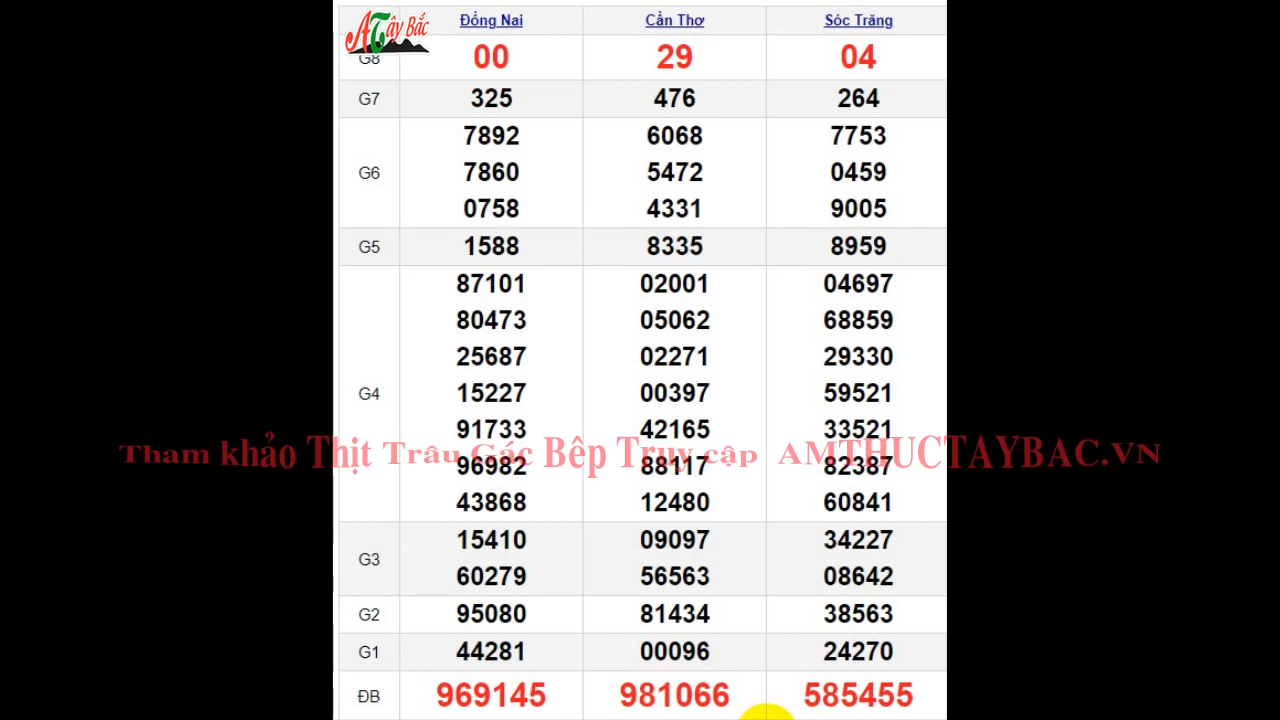 ATây Bắc
Đồng Nai Cần Thơ Sóc Trăng
G8 00 29 04
G7 325 476 264
7892 6068 7753
G6 7860 5472 0459
0758 4331 9005
G5 1588 8335 8959
87101 02001 04697
80473 05062 68859
25687 02271 29330
G4 15227 00397 59521
91733 42165 33521
Tham khảo Thịt Trâu Gác Bếp Truy cập AMTHUCTAYBAC.VN
96982 88117 82387
43868 12480 60841
15410 09097 34227
G3
60279 56563 08642
G2 95080 81434 38563
G1 44281 00096 24270
ĐB 969145 981066 585455